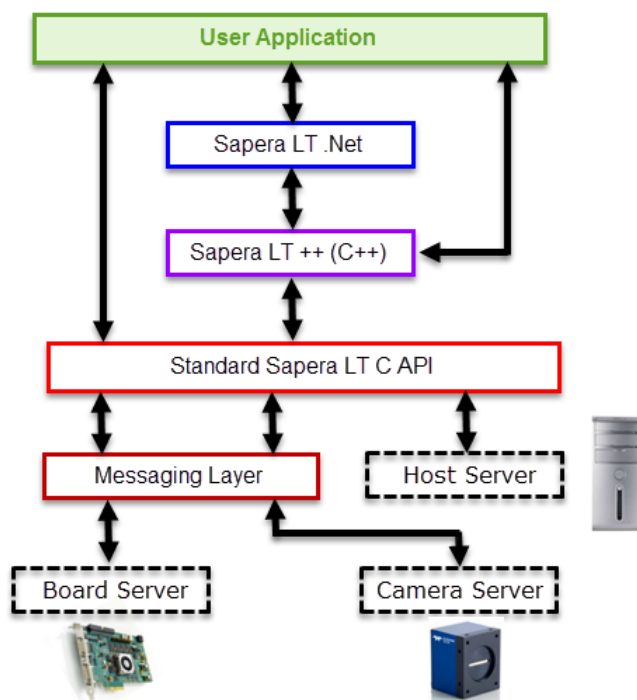 User Application
Sapera LT .Net
Sapera LT ++ (C++)
Standard Sapera LT C API
Messaging Layer
Host Server
Board Server
Camera Server